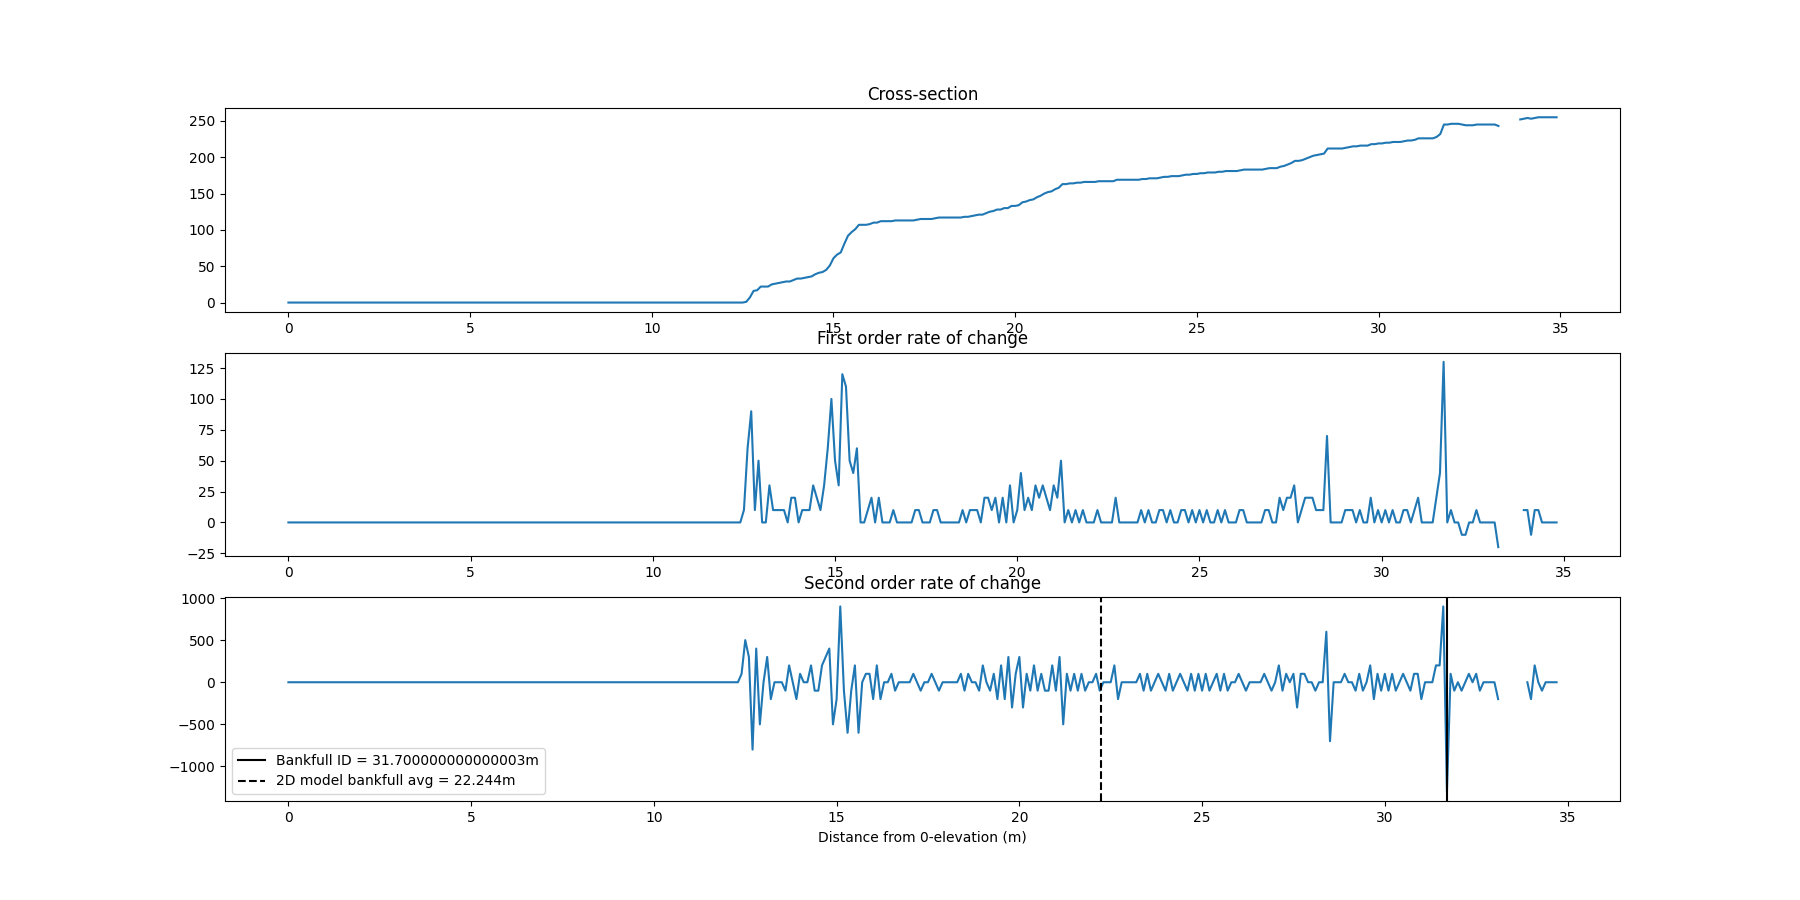 Cross-section
250
200
150
100
50
0
0 5 10 15 20 25 30 35
First order rate of change
125
100
75
50
25
0
−25
0 5 10 15 20 25 30 35
Second order rate of change
1000
500
0
−500
−1000
Bankfull ID = 31.700000000000003m
2D model bankfull avg = 22.244m
0 5 10 15 20 25 30 35
Distance from 0-elevation (m)